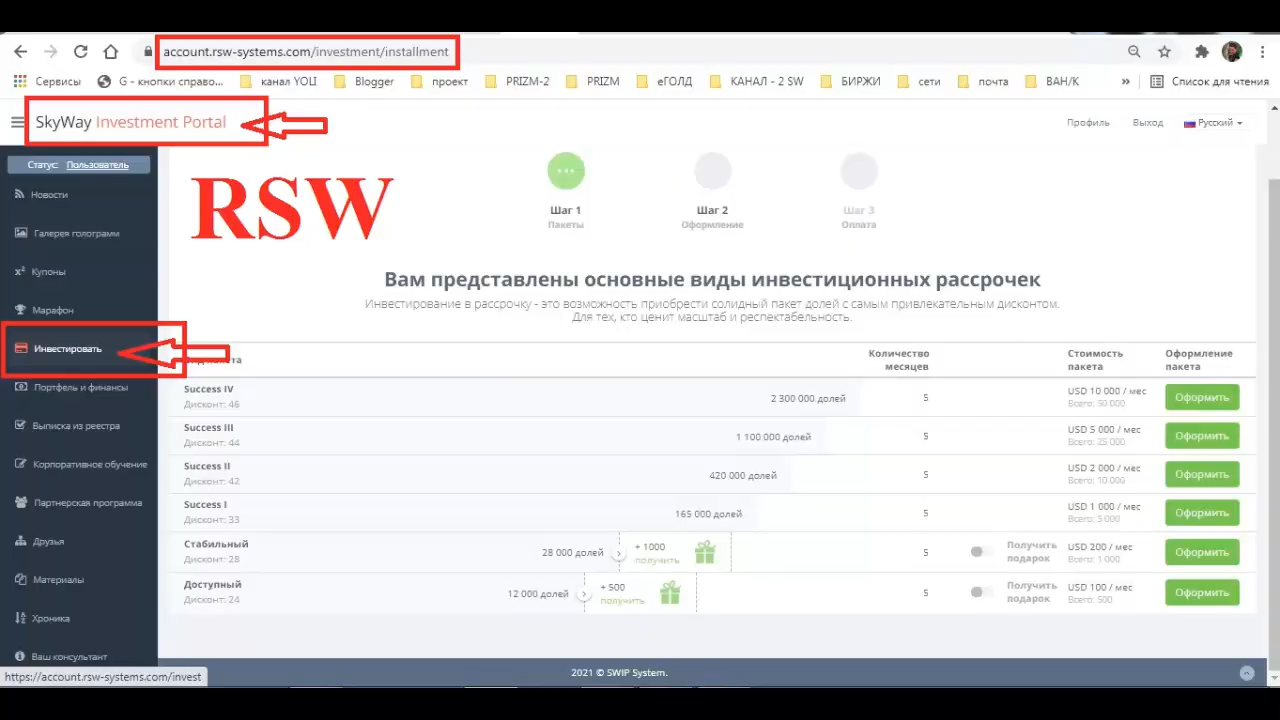 account.rsw-systems.com/investment/installment
Сервисы
G - кнопки справо...
канал YOLI
Blogger
проект
PRIZM-2
PRIZM
еГОЛД
КАНАЛ - 2 SW
БИРЖИ
сети
почта
ВАН/К
»
Список для чтения
SkyWay Investment Portal
Профиль
Выход
Русский
Статус: Пользователь
Новости
Галерея голограмм
x² Купоны
Марафон
Инвестировать
Портфель и финансы
Выписка из реестра
Корпоративное обучение
Партнерская программа
Друзья
Материалы
Хроника
Ваш консультант
https://account.rsw-systems.com/invest
RSW
Шаг 1
Пакеты
Шаг 2
Оформление
Шаг 3
Оплата
Вам представлены основные виды инвестиционных рассрочек
Инвестирование в рассрочку - это возможность приобрести солидный пакет долей с самым привлекательным дисконтом.
Для тех, кто ценит масштаб и респектабельность.
Количество месяцев
Стоимость пакета
Оформление пакета
Success IV
Дисконт: 46
2 300 000 долей
5
USD 10 000 / мес
Всего: 50 000
Оформить
Success III
Дисконт: 44
1 100 000 долей
5
USD 5 000 / мес
Всего: 25 000
Оформить
Success II
Дисконт: 42
420 000 долей
5
USD 2 000 / мес
Всего: 10 000
Оформить
Success I
Дисконт: 33
165 000 долей
5
USD 1 000 / мес
Всего: 5 000
Оформить
Стабильный
Дисконт: 28
28 000 долей
+ 1000
получить
5
Получить подарок
USD 200 / мес
Всего: 1 000
Оформить
Доступный
Дисконт: 24
12 000 долей
+ 500
получить
5
Получить подарок
USD 100 / мес
Всего: 500
Оформить
2021 © SWIP System.